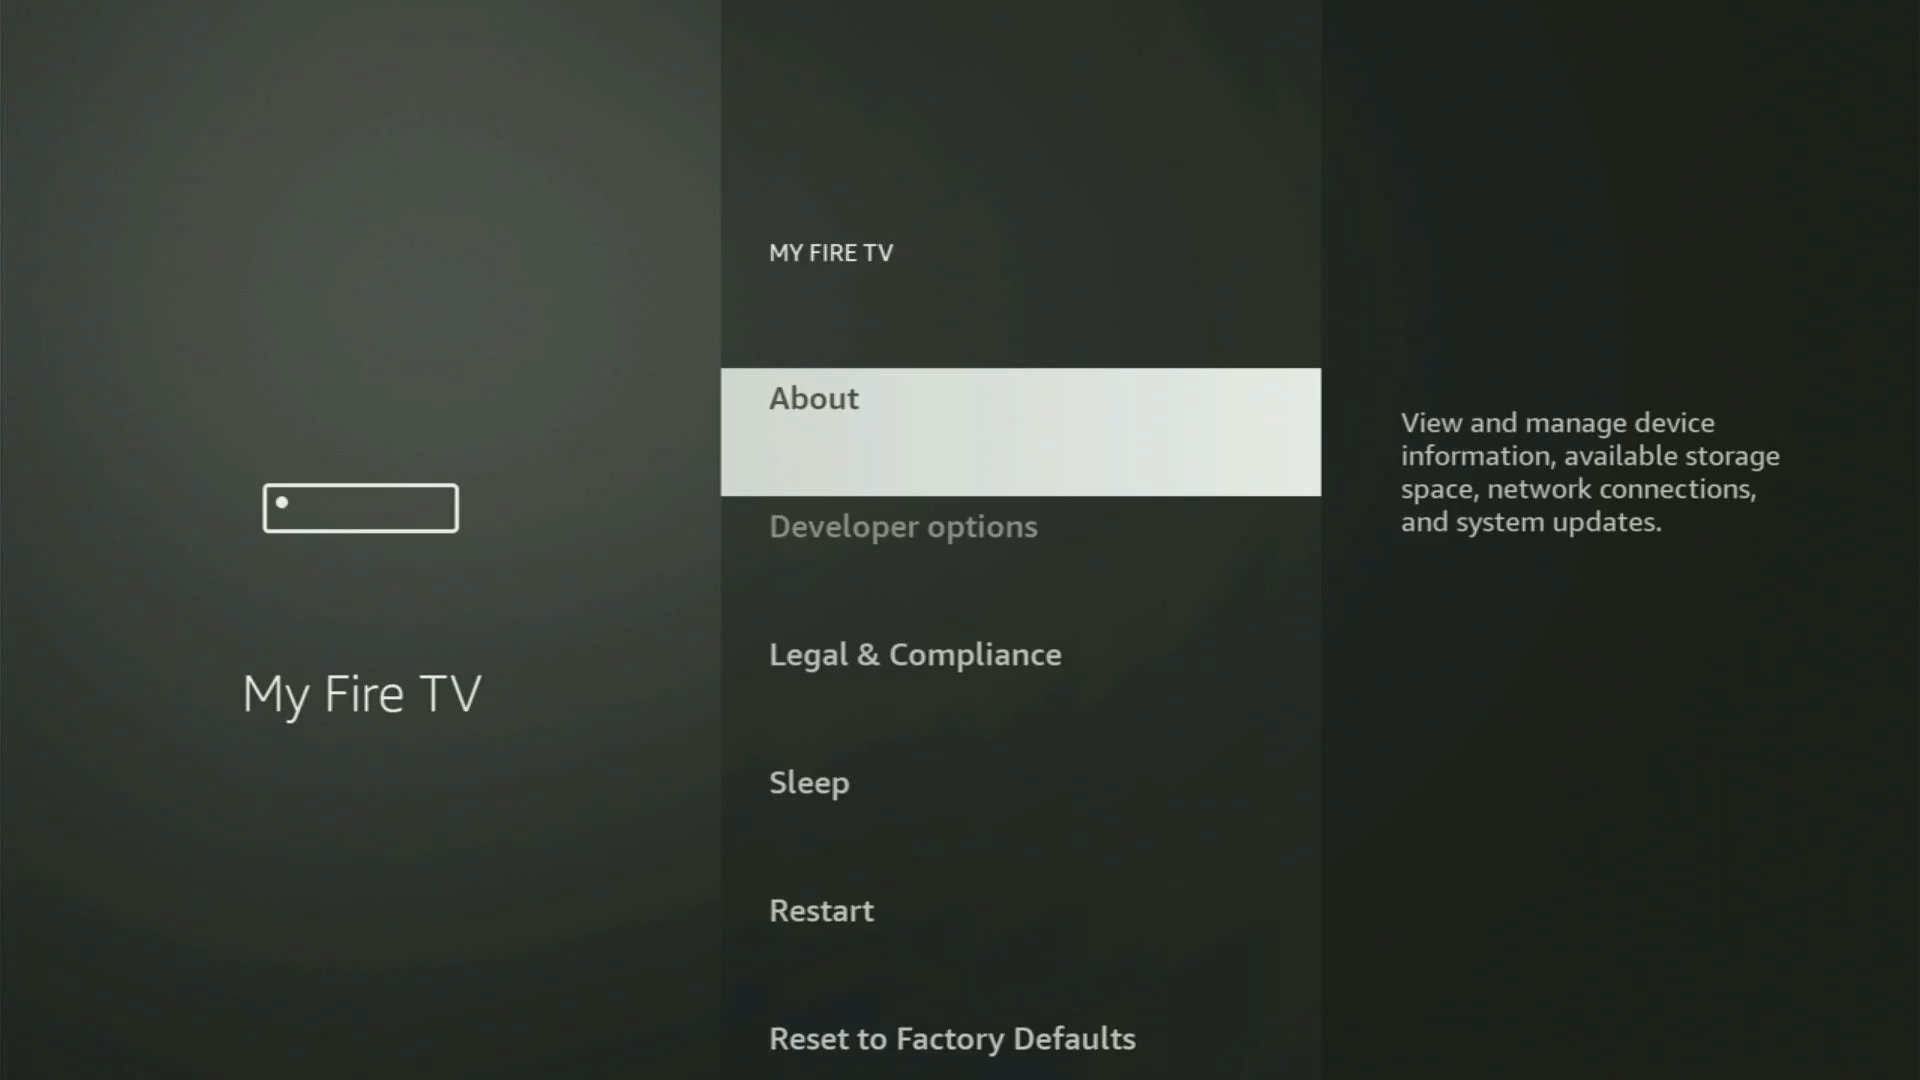 My Fire TV
MY FIRE TV
About
Developer options
Legal & Compliance
Sleep
Restart
Reset to Factory Defaults
View and manage device
information, available storage
space, network connections,
and system updates.